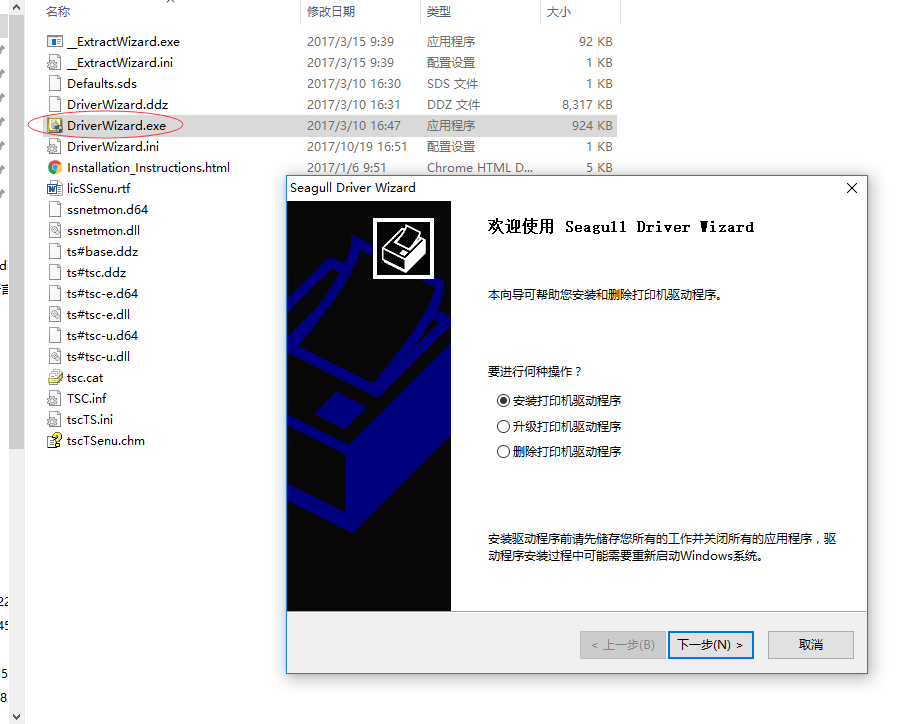 名称 修改日期 类型 大小
__ExtractWizard.exe 2017/3/15 9:39 应用程序 92 KB
__ExtractWizard.ini 2017/3/15 9:39 配置设置 1 KB
Defaults.sds 2017/3/10 16:30 SDS 文件 1 KB
DriverWizard.ddz 2017/3/10 16:31 DDZ 文件 8,317 KB
DriverWizard.exe 2017/3/10 16:47 应用程序 924 KB
DriverWizard.ini 2017/10/19 16:51 配置设置 1 KB
Installation_Instructions.html 2017/1/6 9:51 Chrome HTML D... 5 KB
licSSenu.rtf
ssnetmon.d64
ssnetmon.dll
ts#base.ddz
ts#tsc.ddz
ts#tsc-e.d64
ts#tsc-e.dll
ts#tsc-u.d64
ts#tsc-u.dll
tsc.cat
TSC.inf
tscTS.ini
tscTSenu.chm
Seagull Driver Wizard
欢迎使用 Seagull Driver Wizard
本向导可帮助您安装和删除打印机驱动程序。
要进行何种操作？
安装打印机驱动程序
升级打印机驱动程序
删除打印机驱动程序
安装驱动程序前请先储存您所有的工作并关闭所有的应用程序，驱
动程序安装过程中可能需要重新启动Windows系统。
< 上一步(B) 下一步(N) > 取消